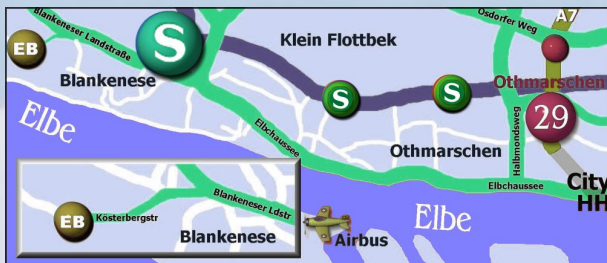 Blankeneser Landstraße
EB
S
Klein Flottbek
Osdorfer Weg
A7
Blankenese
S
S
Othmarschen
29
Elbe
Elbchaussee
Othmarschen
Halbmondsweg
Elbchaussee
City
HH
EB
Kösterbergstr
Blankeneser Ldstr
Blankenese
Airbus
Elbe